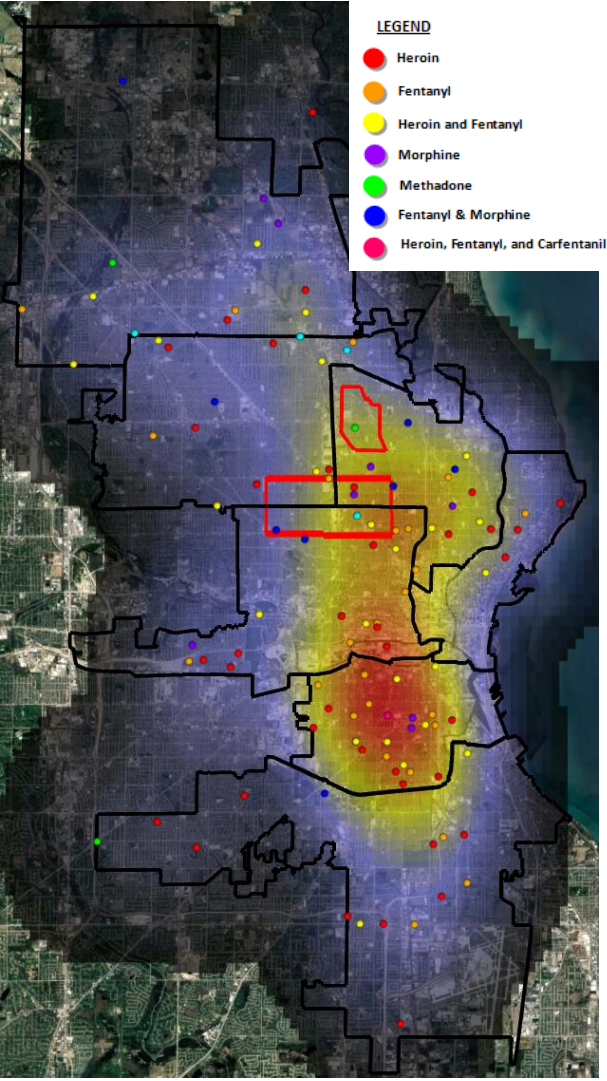 LEGEND
Heroin
Fentanyl
Heroin and Fentanyl
Morphine
Methadone
Fentanyl & Morphine
Heroin, Fentanyl, and Carfentanil